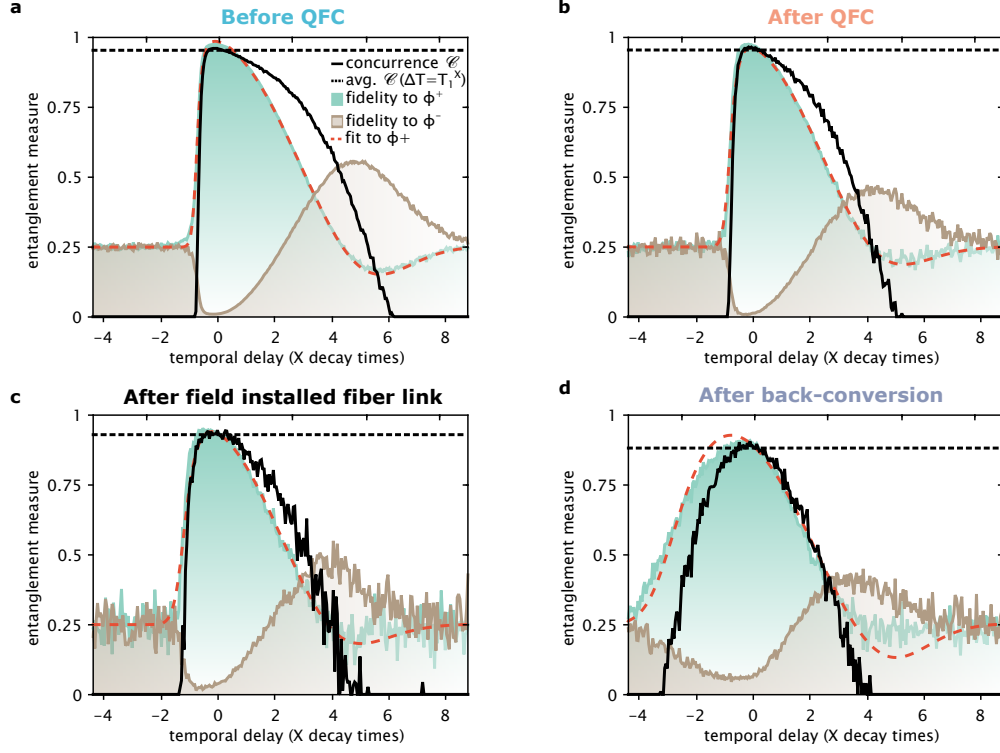 a
Before QFC
1
0.75
0.5
0.25
0
entanglement measure
concurrence 𝒞
avg. 𝒞(ΔT=T₁ˣ)
fidelity to ϕ⁺
fidelity to ϕ⁻
fit to ϕ+
−4 −2 0 2 4 6 8
temporal delay (X decay times)
b
After QFC
1
0.75
0.5
0.25
0
entanglement measure
−4 −2 0 2 4 6 8
temporal delay (X decay times)
c
After field installed fiber link
1
0.75
0.5
0.25
0
entanglement measure
−4 −2 0 2 4 6 8
temporal delay (X decay times)
d
After back-conversion
1
0.75
0.5
0.25
0
entanglement measure
−4 −2 0 2 4 6 8
temporal delay (X decay times)